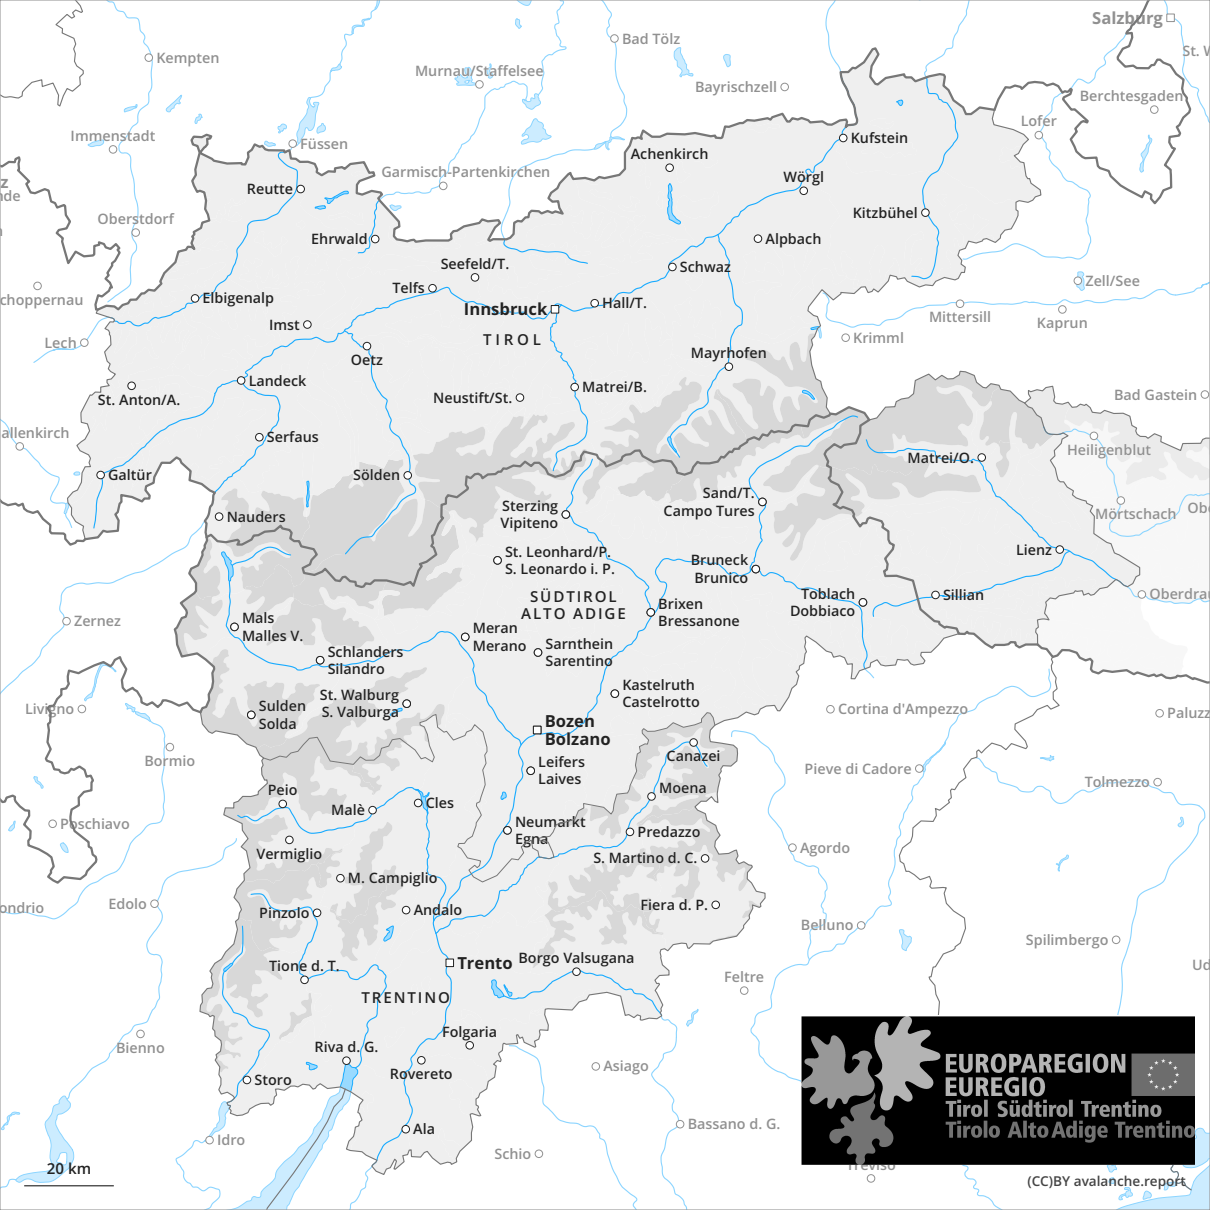 Salzburg
St. W
Kempten
Bad Tölz
Murnau/Staffelsee
Bayrischzell
Berchtesgaden
Immenstadt
Füssen
Lofer
Kufstein
Achenkirch
Garmisch-Partenkirchen
Wörgl
z
nde
Reutte
Oberstdorf
Kitzbühel
Ehrwald
Alpbach
Seefeld/T.
Schwaz
Zell/See
Telfs
choppernau
Elbigenalp
Innsbruck
Hall/T.
Mittersill
Kaprun
Imst
TIROL
Krimml
Lech
Oetz
Mayrhofen
Landeck
Matrei/B.
St. Anton/A.
Neustift/St.
Bad Gastein
allenkirch
Serfaus
Heiligenblut
Matrei/O.
Galtür
Sölden
Sand/T.
Campo Tures
Sterzing
Vipiteno
Nauders
Mörtschach
Ob
St. Leonhard/P.
S. Leonardo i. P.
Lienz
Bruneck
Brunico
SÜDTIROL
ALTO ADIGE
Toblach
Dobbiaco
Sillian
Oberdrau
Brixen
Bressanone
Zernez
Mals
Malles V.
Meran
Merano
Sarnthein
Sarentino
Schlanders
Silandro
Kastelruth
Castelrotto
St. Walburg
S. Valburga
Sulden
Solda
Livigno
Cortina d'Ampezzo
Paluzz
Bozen
Bolzano
Bormio
Canazei
Leifers
Laives
Pieve di Cadore
Tolmezzo
Peio
Moena
Malè
Cles
Poschiavo
Neumarkt
Egna
Predazzo
Vermiglio
S. Martino d. C.
Agordo
M. Campiglio
ondrio
Edolo
Pinzolo
Andalo
Fiera d. P.
Belluno
Spilimbergo
Tione d. T.
Trento
Borgo Valsugana
Ud
Feltre
TRENTINO
Folgaria
Bienno
Riva d. G.
Rovereto
Asiago
Storo
EUROPAREGION
EUREGIO
Tirol Südtirol Trentino
Tirolo Alto Adige Trentino
Ala
Idro
Bassano d. G.
Schio
Treviso
20 km
(CC)BY avalanche.report